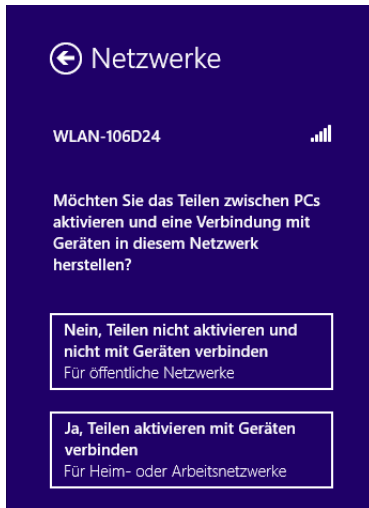 Netzwerke
WLAN-106D24
Möchten Sie das Teilen zwischen PCs
aktivieren und eine Verbindung mit
Geräten in diesem Netzwerk
herstellen?
Nein, Teilen nicht aktivieren und
nicht mit Geräten verbinden
Für öffentliche Netzwerke
Ja, Teilen aktivieren mit Geräten
verbinden
Für Heim- oder Arbeitsnetzwerke